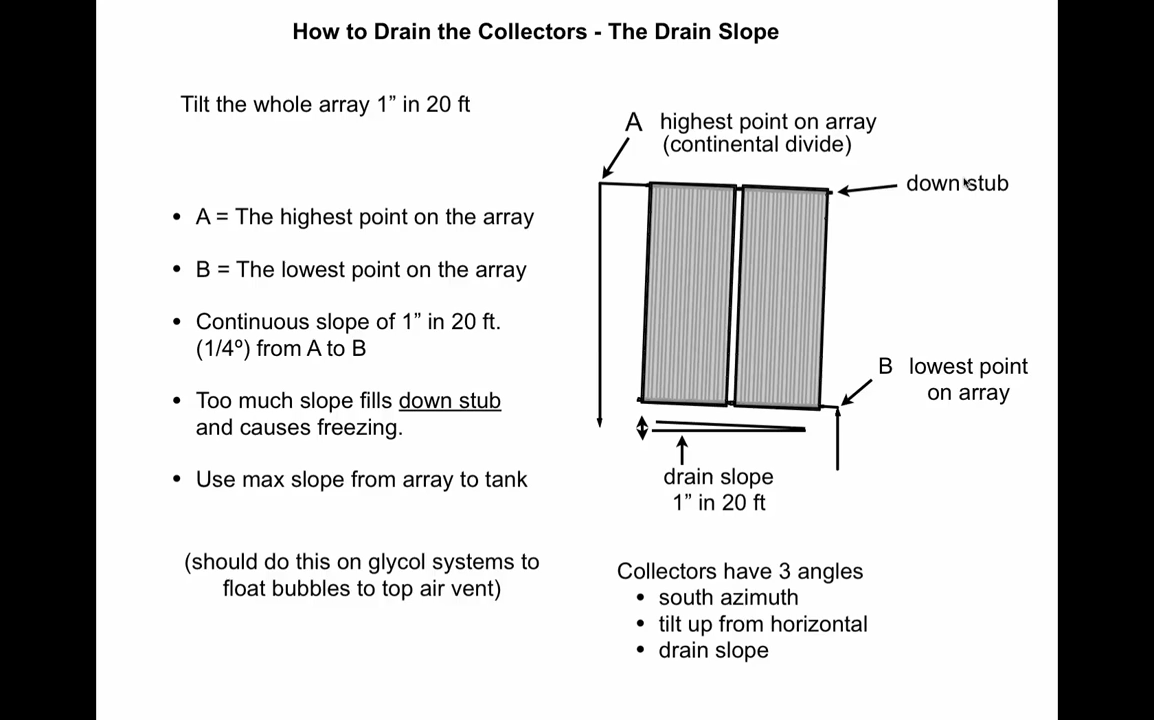 How to Drain the Collectors - The Drain Slope
Tilt the whole array 1” in 20 ft
• A = The highest point on the array
• B = The lowest point on the array
• Continuous slope of 1” in 20 ft.
(1/4º) from A to B
• Too much slope fills down stub
and causes freezing.
• Use max slope from array to tank
(should do this on glycol systems to
float bubbles to top air vent)
A highest point on array
(continental divide)
down stub
B lowest point
on array
drain slope
1” in 20 ft
Collectors have 3 angles
• south azimuth
• tilt up from horizontal
• drain slope